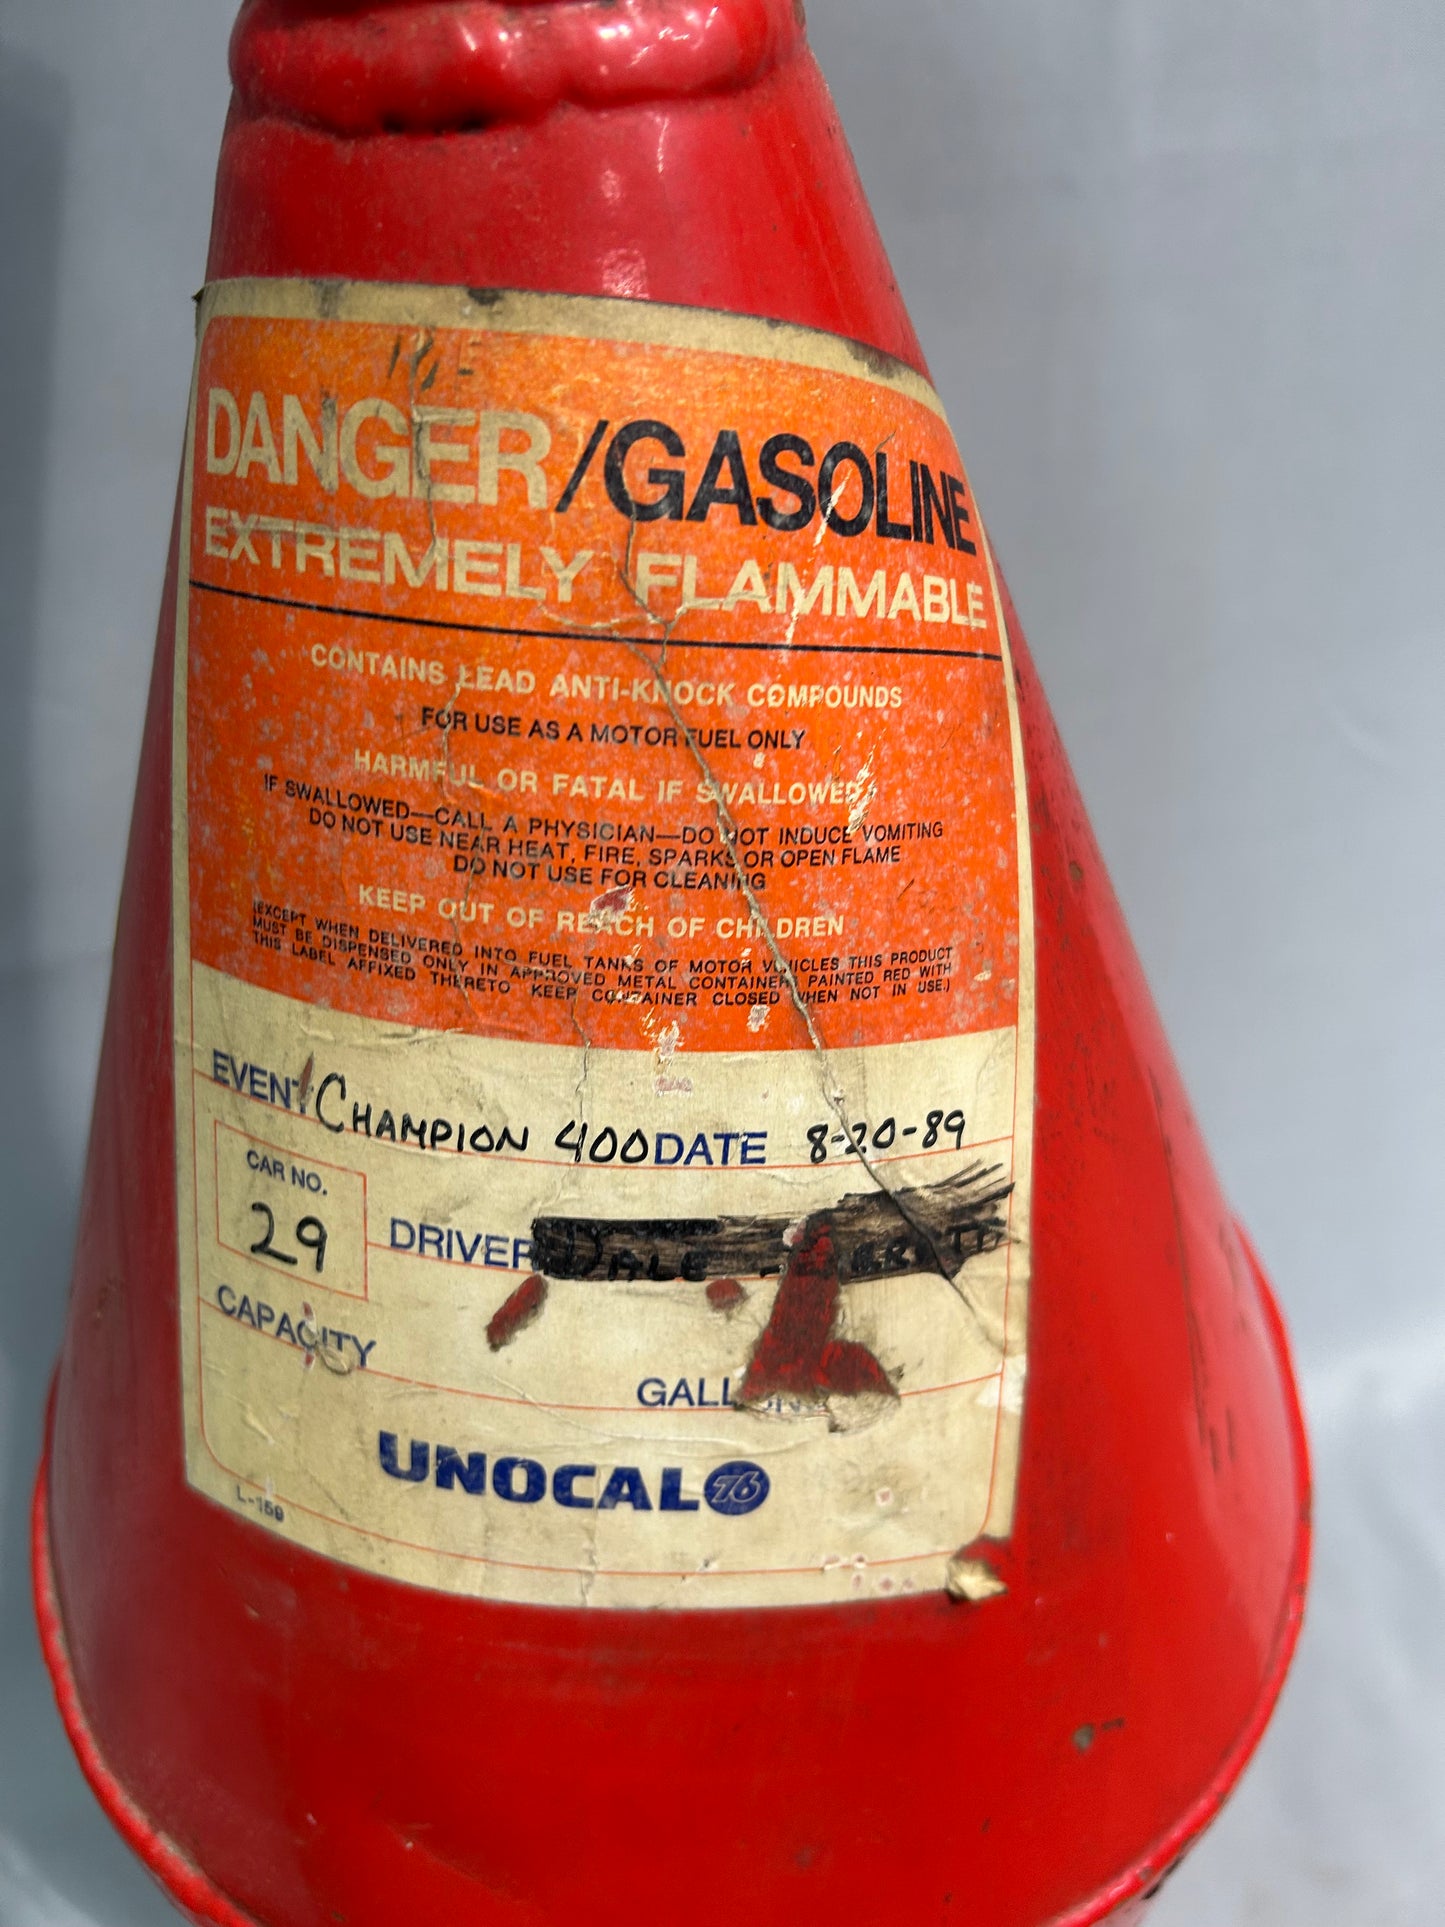 DANGER/GASOLINE
EXTREMELY FLAMMABLE
CONTAINS LEAD ANTI-KNOCK COMPOUNDS
FOR USE AS A MOTOR FUEL ONLY
HARMFUL OR FATAL IF SWALLOWED
IF SWALLOWED—CALL A PHYSICIAN—DO NOT INDUCE VOMITING
DO NOT USE NEAR HEAT, FIRE, SPARKS OR OPEN FLAME
DO NOT USE FOR CLEANING
KEEP OUT OF REACH OF CHILDREN
(EXCEPT WHEN DELIVERED INTO FUEL TANKS OF MOTOR VEHICLES THIS PRODUCT
MUST BE DISPENSED ONLY IN APPROVED METAL CONTAINER PAINTED RED WITH
THIS LABEL AFFIXED THERETO KEEP CONTAINER CLOSED WHEN NOT IN USE.)
EVENT CHAMPION 400 DATE 8-20-89
CAR NO.
29
DRIVER DALE
CAPACITY
GALLONS
UNOCAL 76
L-159